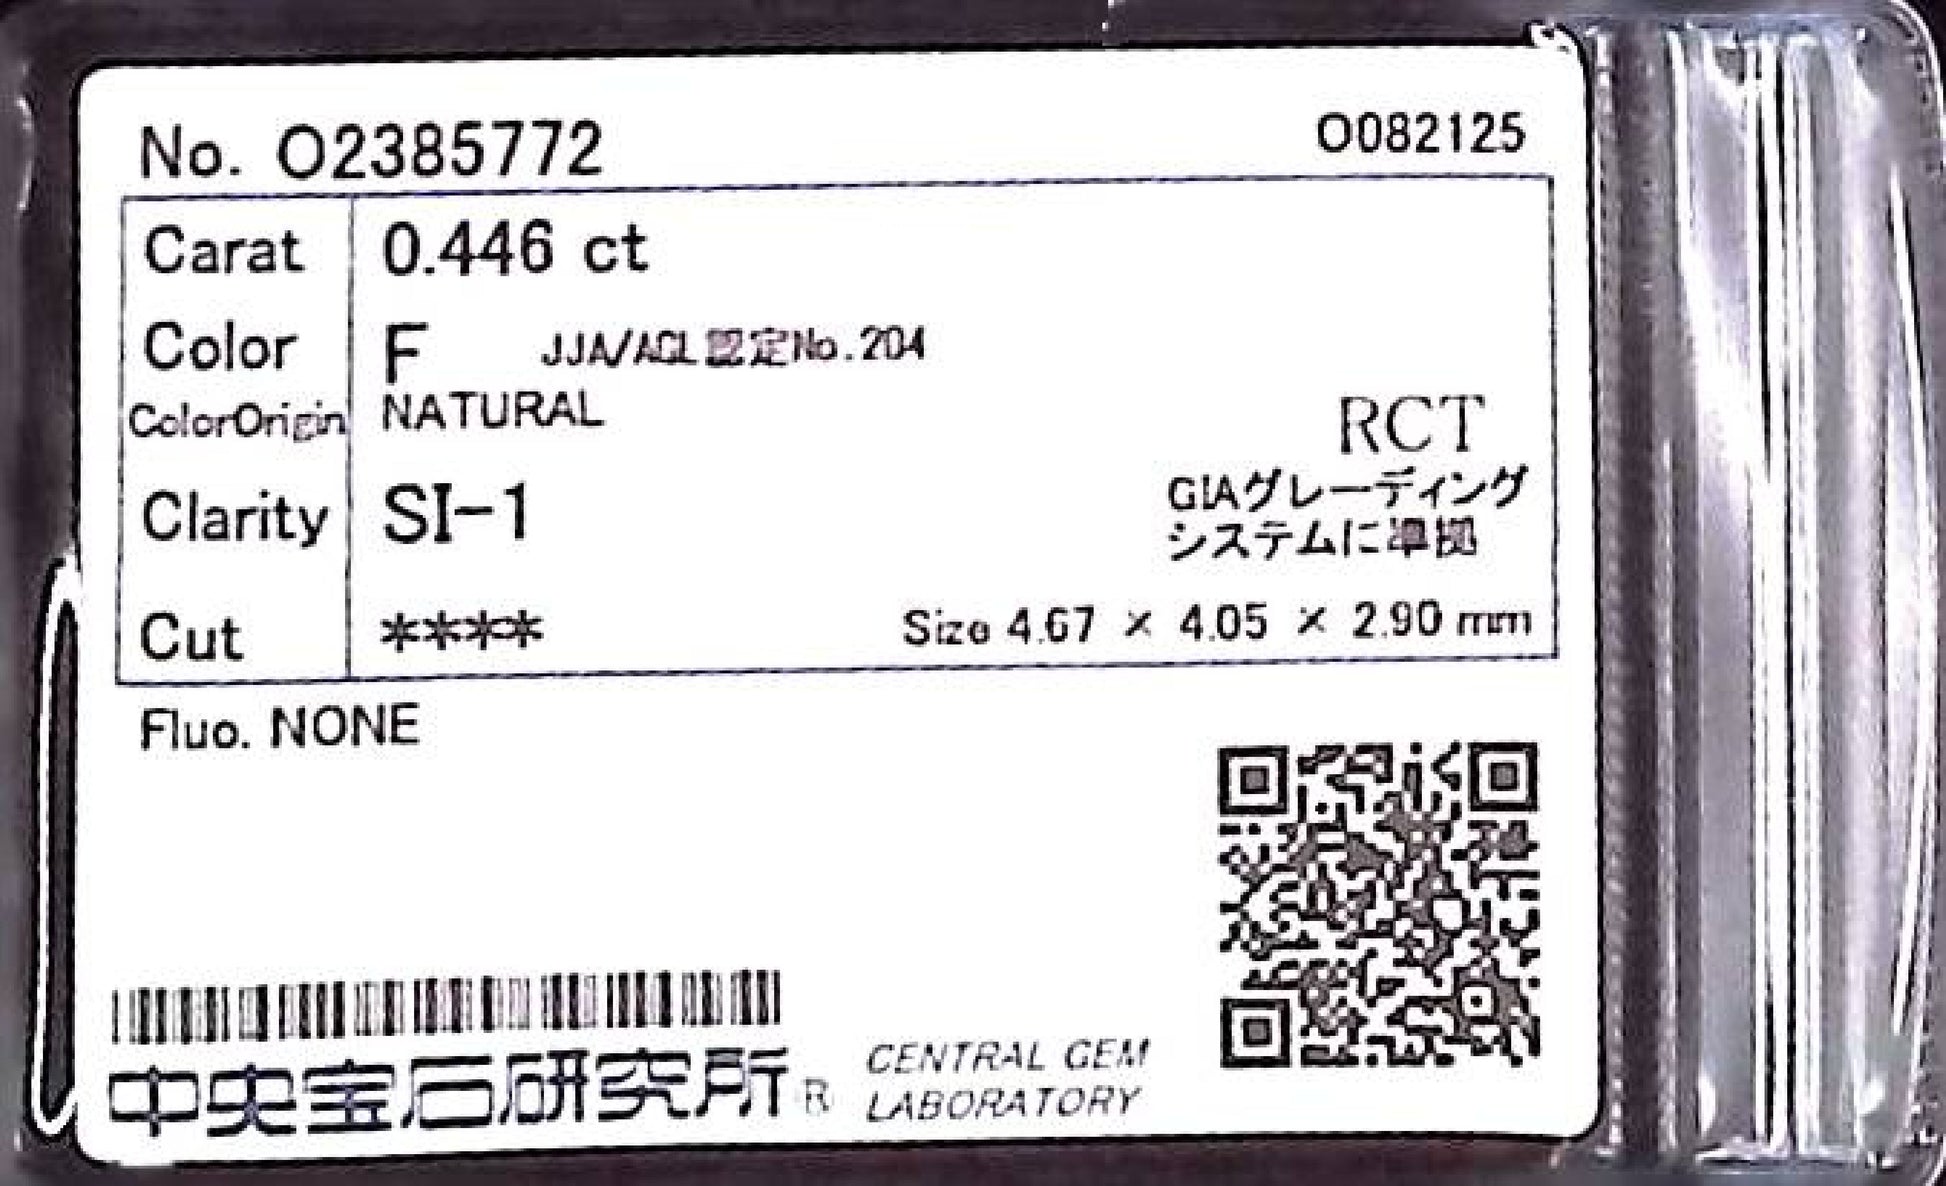 No. O2385772
O082125
Carat 0.446 ct
Color F JJA/AGL認定No.204
ColorOrigin NATURAL
RCT
Clarity SI-1
GIAグレーディング
システムに準拠
Cut ****
Size 4.67 × 4.05 × 2.90 mm
Fluo. NONE
中央宝石研究所 R
CENTRAL GEM
LABORATORY